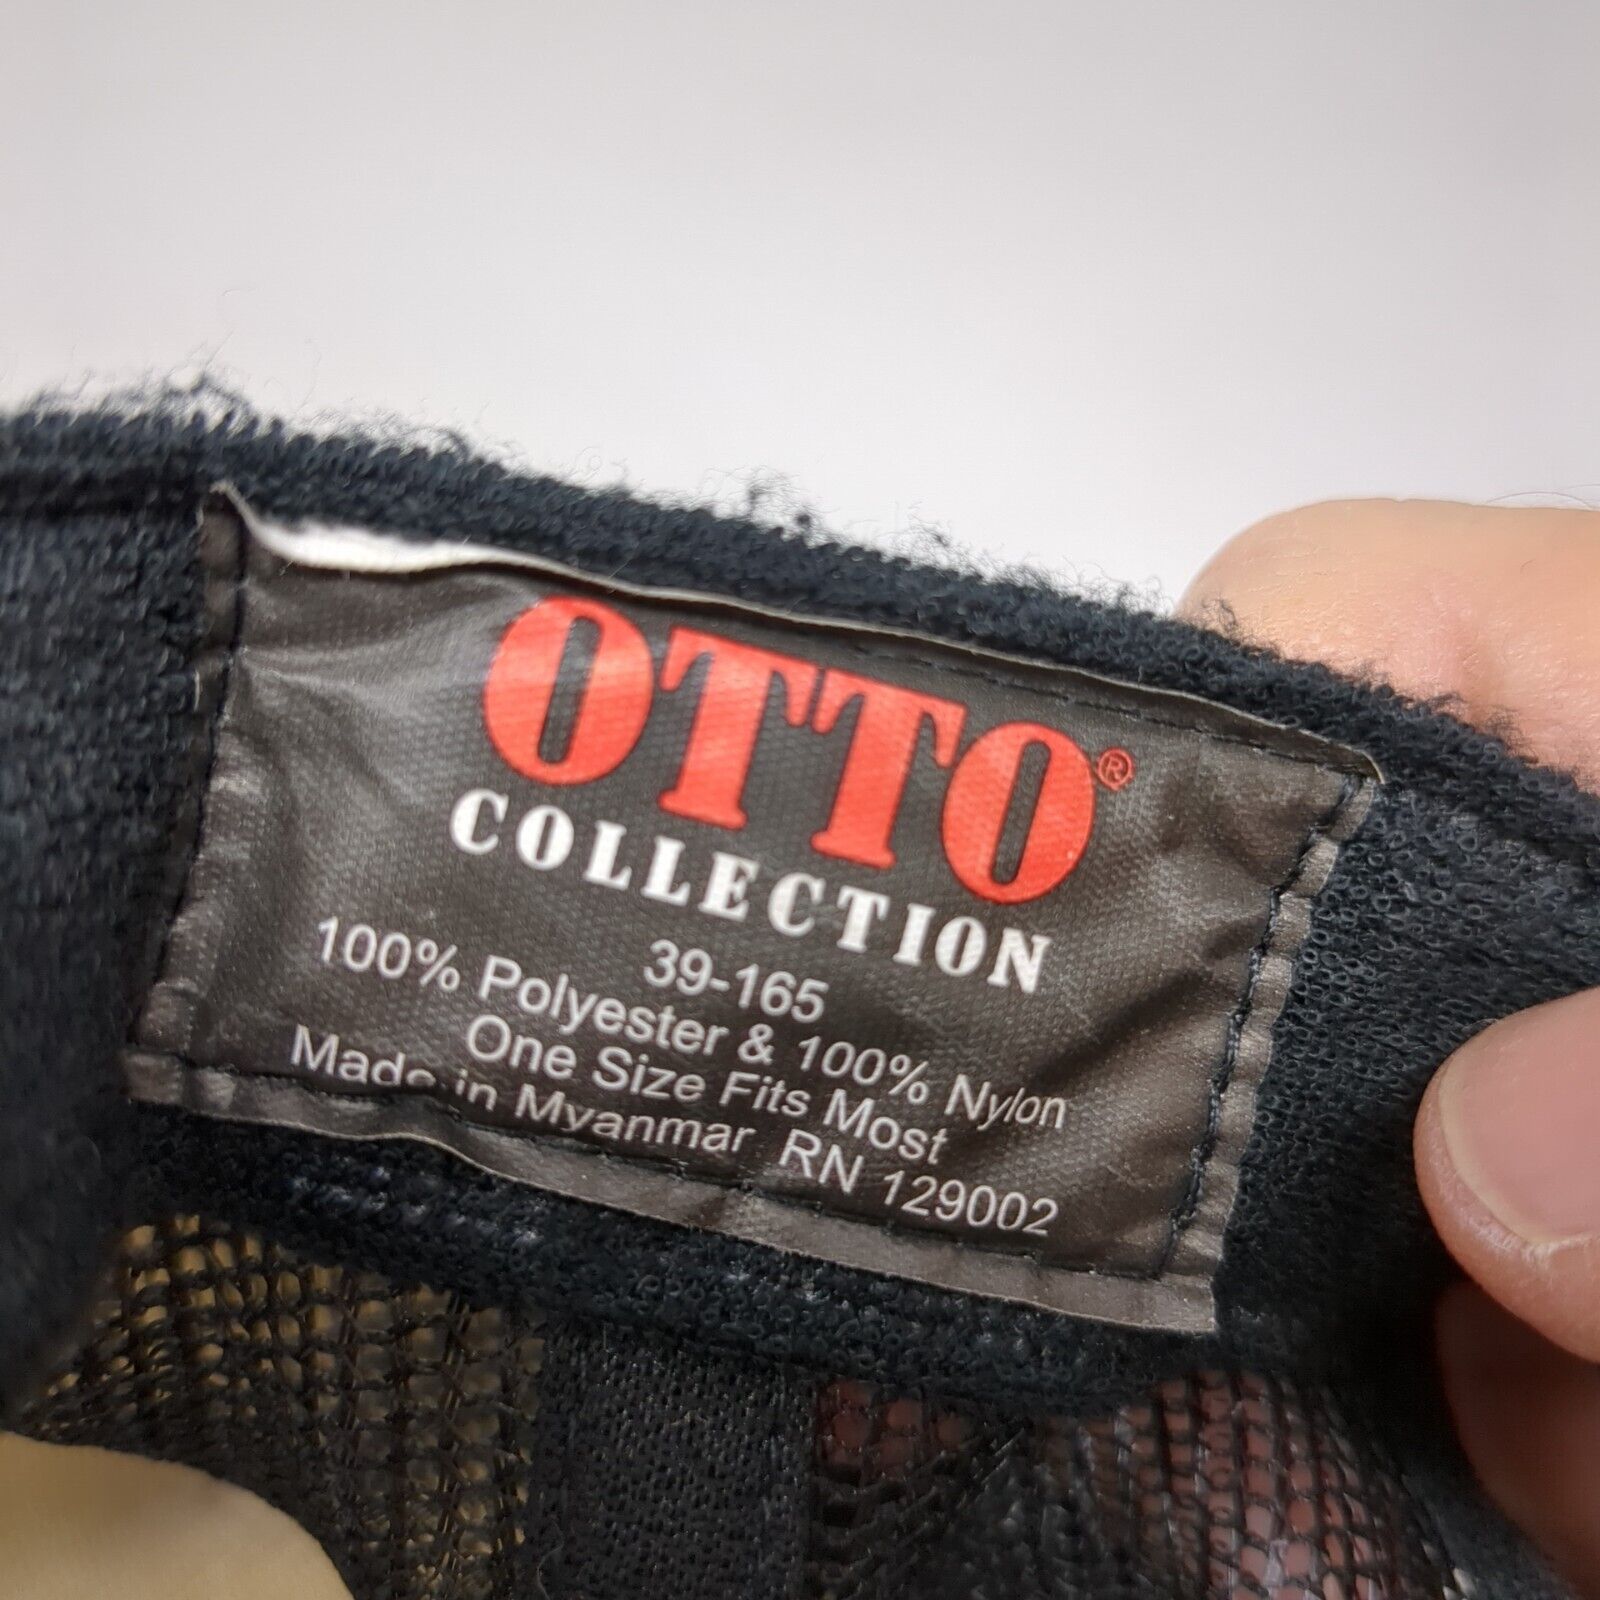 OTTO®
COLLECTION
39-165
100% Polyester & 100% Nylon
One Size Fits Most
Made in Myanmar RN 129002